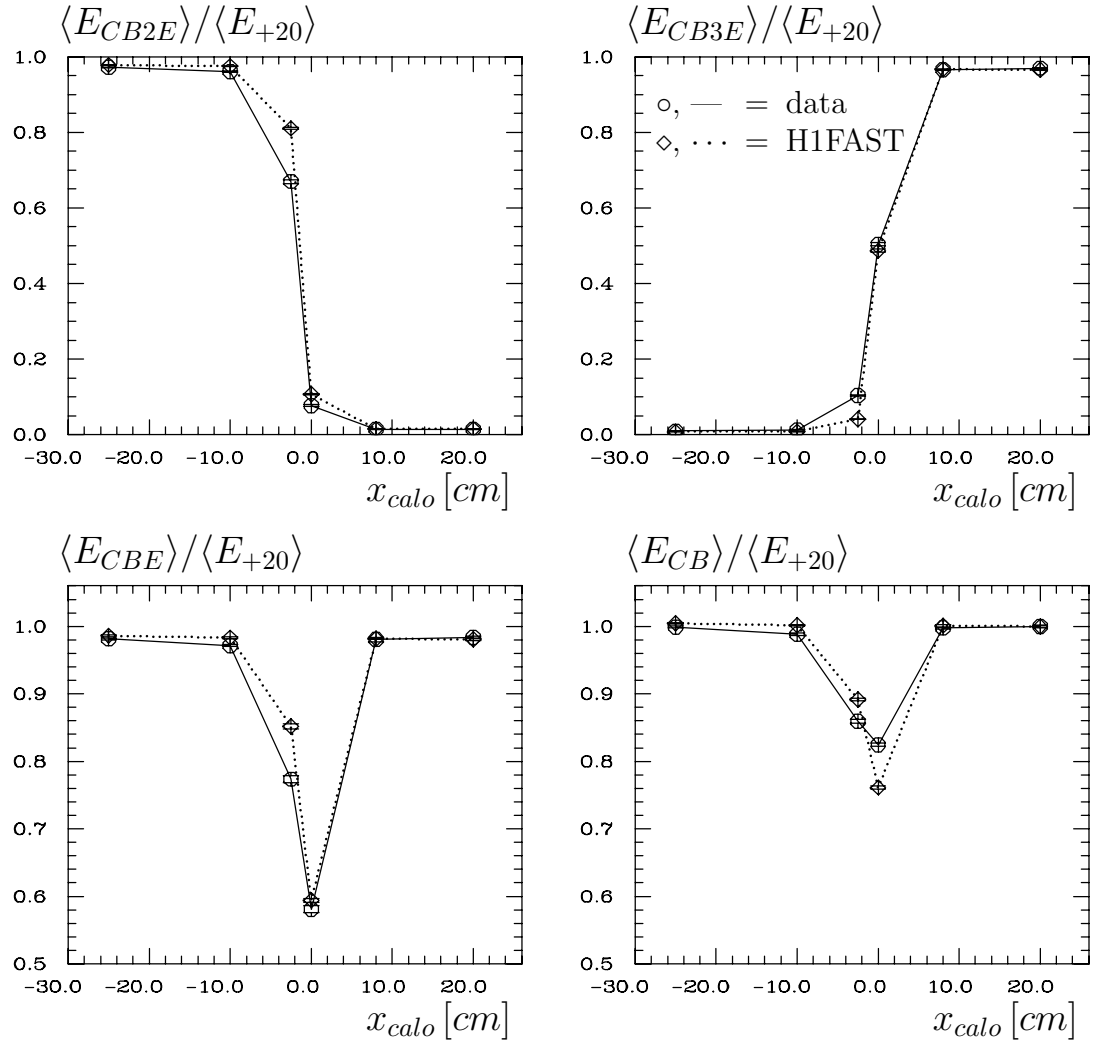 ⟨E_{CB2E}⟩/⟨E_{+20}⟩
1.0
0.8
0.6
0.4
0.2
0.0
-30.0 -20.0 -10.0 0.0 10.0 20.0
x_{calo} [cm]
⟨E_{CB3E}⟩/⟨E_{+20}⟩
, — = data
, ··· = H1FAST
1.0
0.8
0.6
0.4
0.2
0.0
-30.0 -20.0 -10.0 0.0 10.0 20.0
x_{calo} [cm]
⟨E_{CBE}⟩/⟨E_{+20}⟩
1.0
0.9
0.8
0.7
0.6
0.5
-30.0 -20.0 -10.0 0.0 10.0 20.0
x_{calo} [cm]
⟨E_{CB}⟩/⟨E_{+20}⟩
1.0
0.9
0.8
0.7
0.6
0.5
-30.0 -20.0 -10.0 0.0 10.0 20.0
x_{calo} [cm]